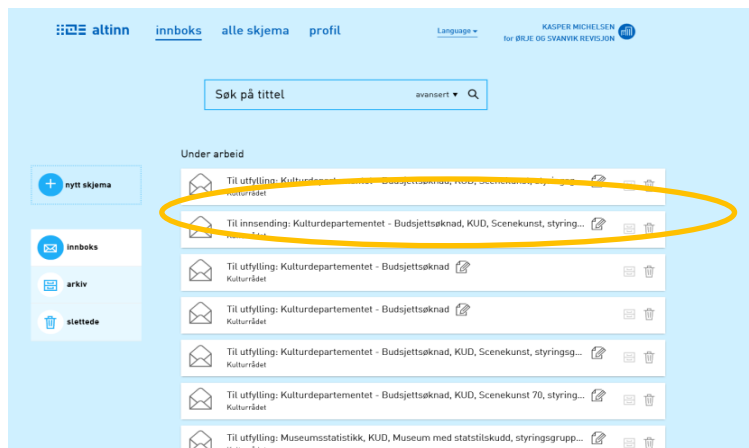 altinn innboks alle skjema profil Language KASPER MICHELSEN
for ØRJE OG SVANVIK REVISJON
Søk på tittel avansert
Under arbeid
nytt skjema
innboks
arkiv
slettede
Til utfylling: Kulturdepartementet - Budsjettsøknad, KUD, Scenekunst, styringsg...
Kulturrådet
Til innsending: Kulturdepartementet - Budsjettsøknad, KUD, Scenekunst, styring...
Kulturrådet
Til utfylling: Kulturdepartementet - Budsjettsøknad
Kulturrådet
Til utfylling: Kulturdepartementet - Budsjettsøknad
Kulturrådet
Til utfylling: Kulturdepartementet - Budsjettsøknad, KUD, Scenekunst, styringsg...
Kulturrådet
Til utfylling: Kulturdepartementet - Budsjettsøknad, KUD, Scenekunst 70, styring...
Kulturrådet
Til utfylling: Museumsstatistikk, KUD, Museum med statstilskudd, styringsgrupp...